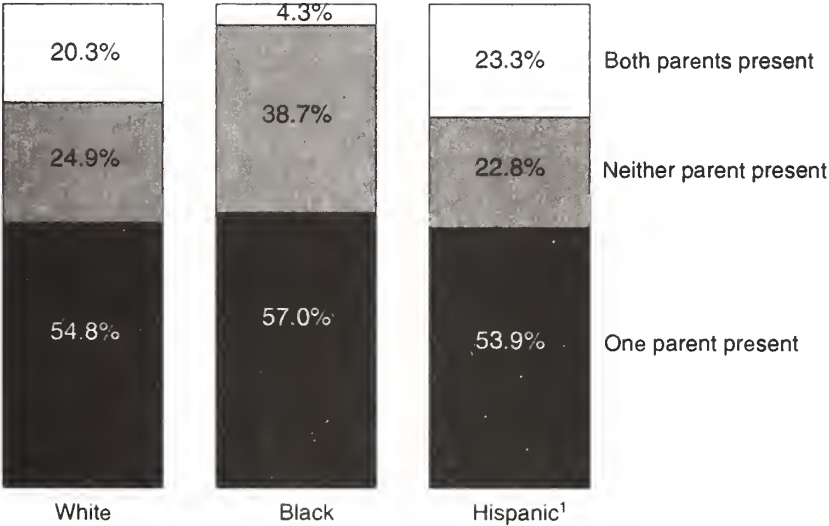 4.3%
20.3%
23.3%
Both parents present
38.7%
24.9%
22.8%
Neither parent present
54.8%
57.0%
53.9%
One parent present
White
Black
Hispanic¹